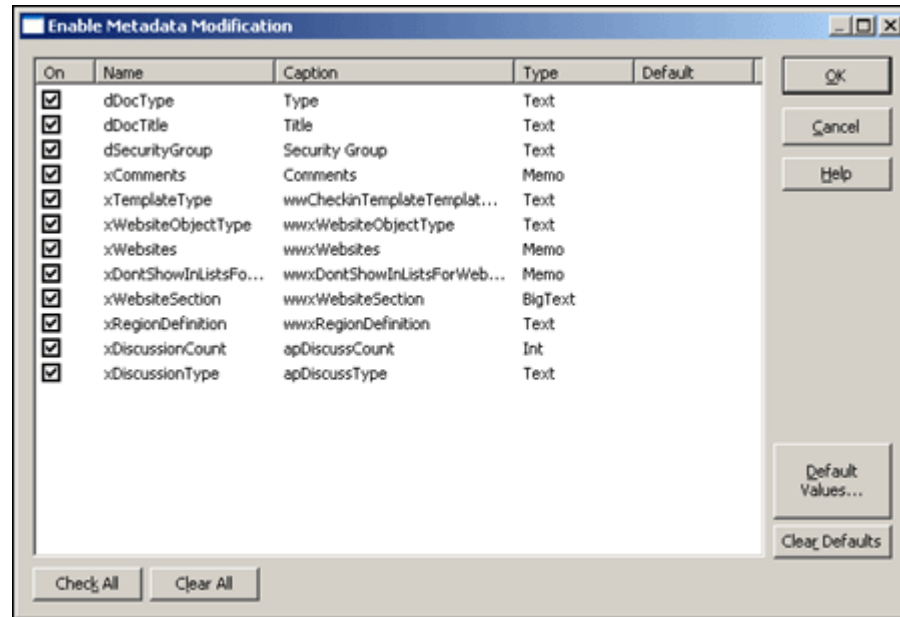 Enable Metadata Modification
On Name Caption Type Default
dDocType Type Text
dDocTitle Title Text
dSecurityGroup Security Group Text
xComments Comments Memo
xTemplateType wwCheckinTemplateTemplat... Text
xWebsiteObjectType wwxWebsiteObjectType Text
xWebsites wwxWebsites Memo
xDontShowInListsFo... wwxDontShowInListsForWeb... Memo
xWebsiteSection wwxWebsiteSection BigText
xRegionDefinition wwxRegionDefinition Text
xDiscussionCount apDiscussCount Int
xDiscussionType apDiscussType Text
OK
Cancel
Help
Default
Values...
Clear Defaults
Check All Clear All